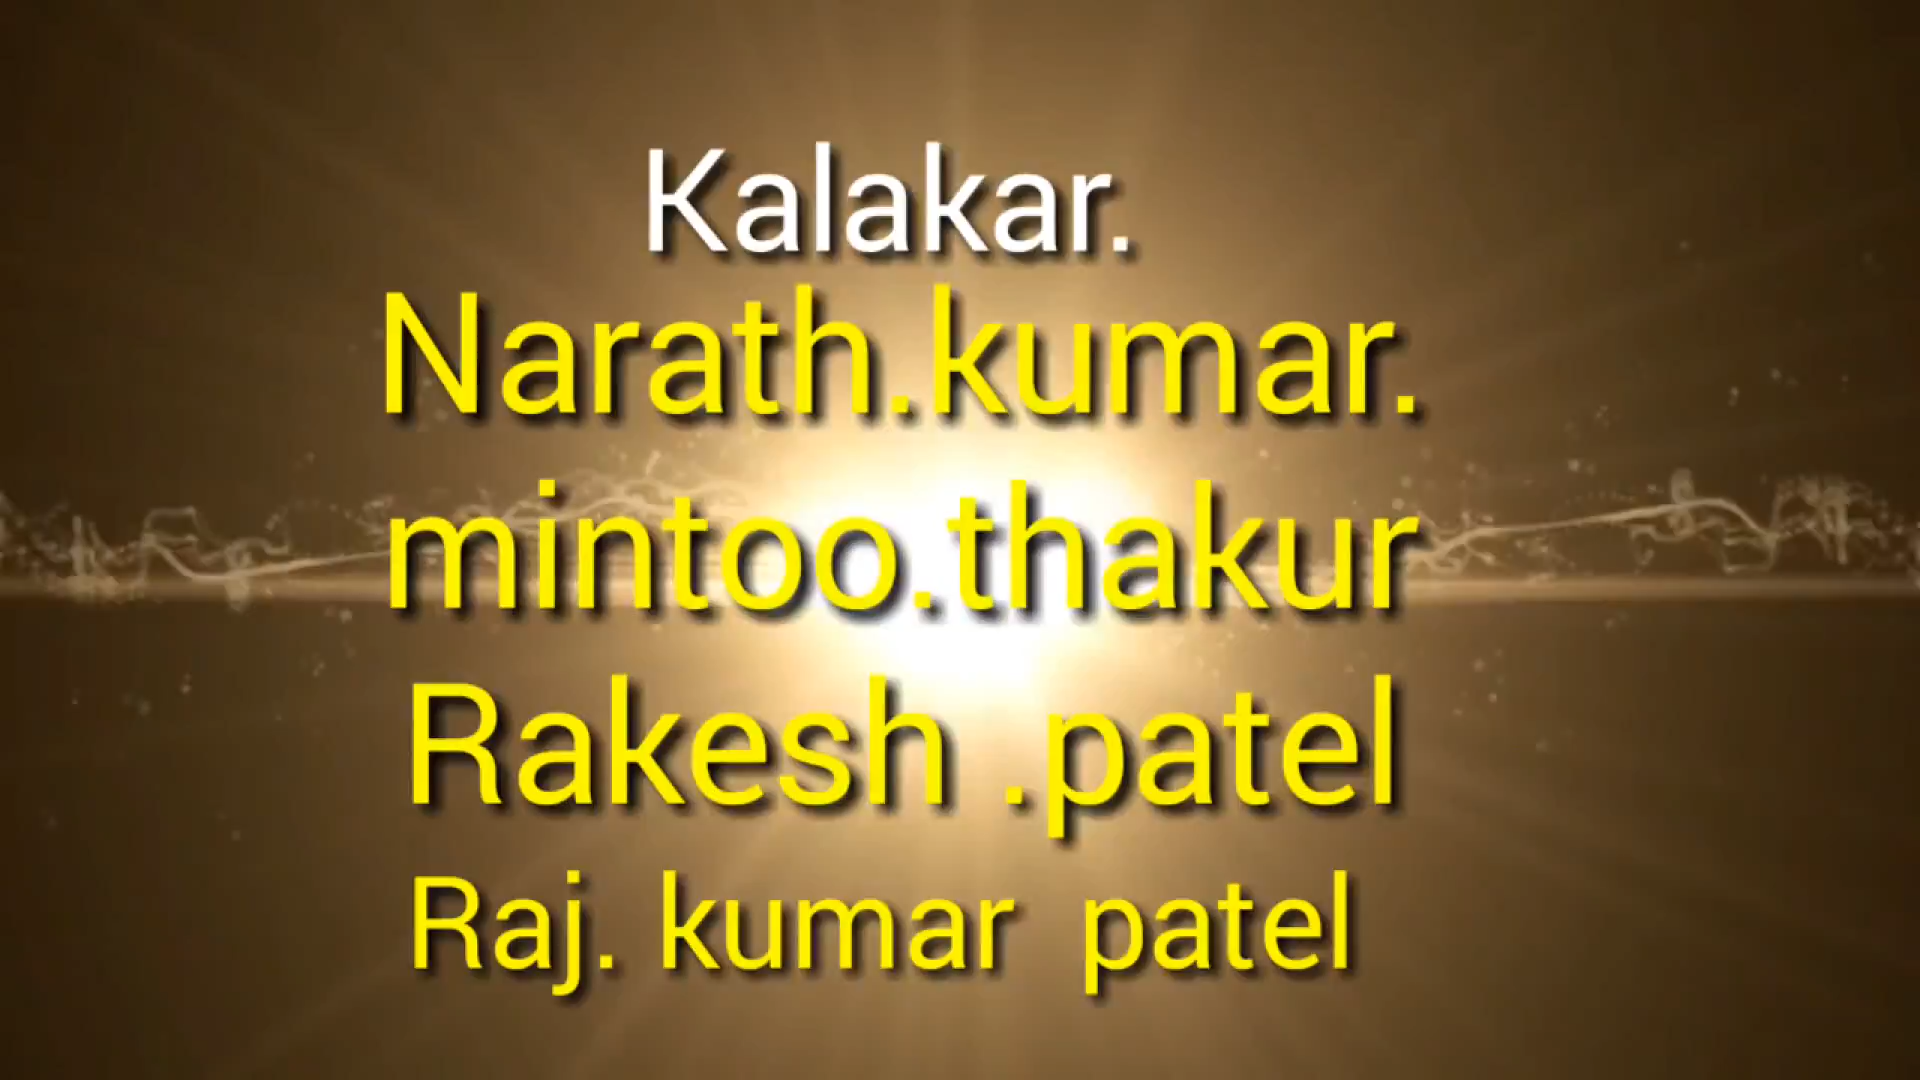 Kalakar.
Narath.kumar.
mintoo.thakur
Rakesh .patel
Raj. kumar patel